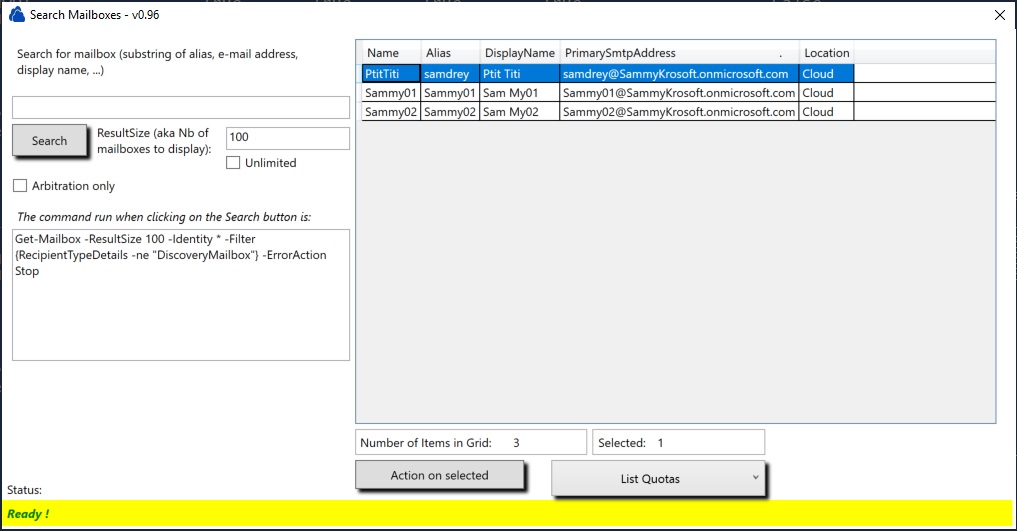 Search Mailboxes - v0.96
Search for mailbox (substring of alias, e-mail address,
display name, ...)
Search
ResultSize (aka Nb of
mailboxes to display):
100
Unlimited
Arbitration only
The command run when clicking on the Search button is:
Get-Mailbox -ResultSize 100 -Identity * -Filter
{RecipientTypeDetails -ne "DiscoveryMailbox"} -ErrorAction
Stop
Name Alias DisplayName PrimarySmtpAddress . Location
PtitTiti samdrey Ptit Titi samdrey@SammyKrosoft.onmicrosoft.com Cloud
Sammy01 Sammy01 Sam My01 Sammy01@SammyKrosoft.onmicrosoft.com Cloud
Sammy02 Sammy02 Sam My02 Sammy02@SammyKrosoft.onmicrosoft.com Cloud
Number of Items in Grid: 3
Selected: 1
Action on selected
List Quotas
Status:
Ready !